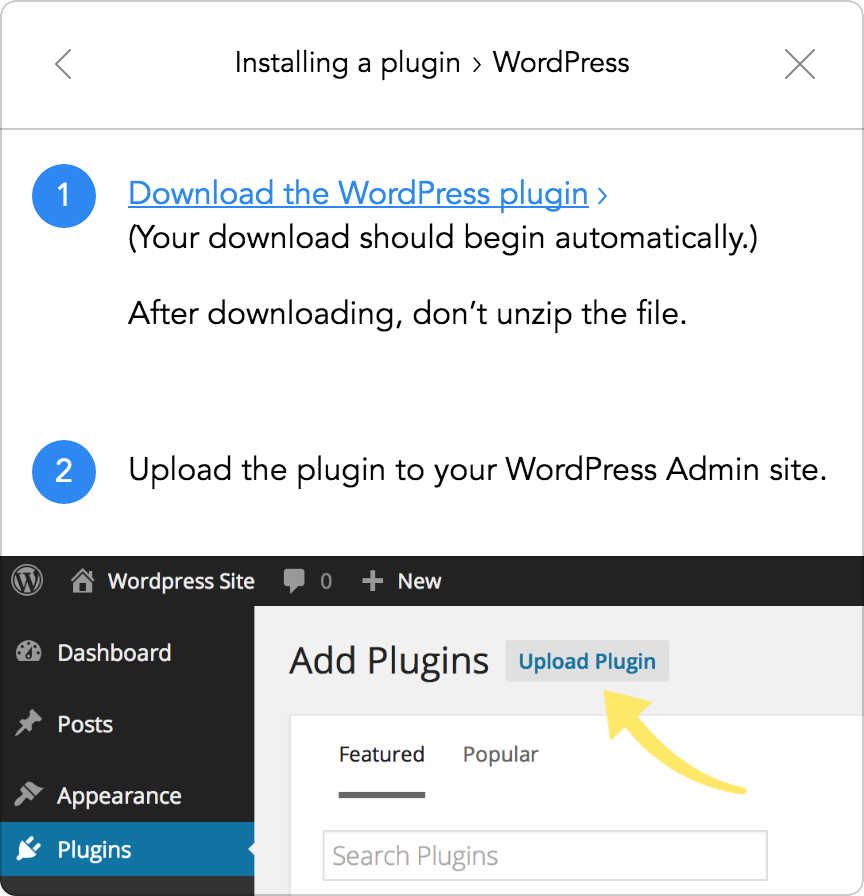 Installing a plugin › WordPress
1
Download the WordPress plugin ›
(Your download should begin automatically.)
After downloading, don’t unzip the file.
2
Upload the plugin to your WordPress Admin site.
Wordpress Site 0 + New
Dashboard
Add Plugins Upload Plugin
Posts
Featured Popular
Appearance
Plugins
Search Plugins